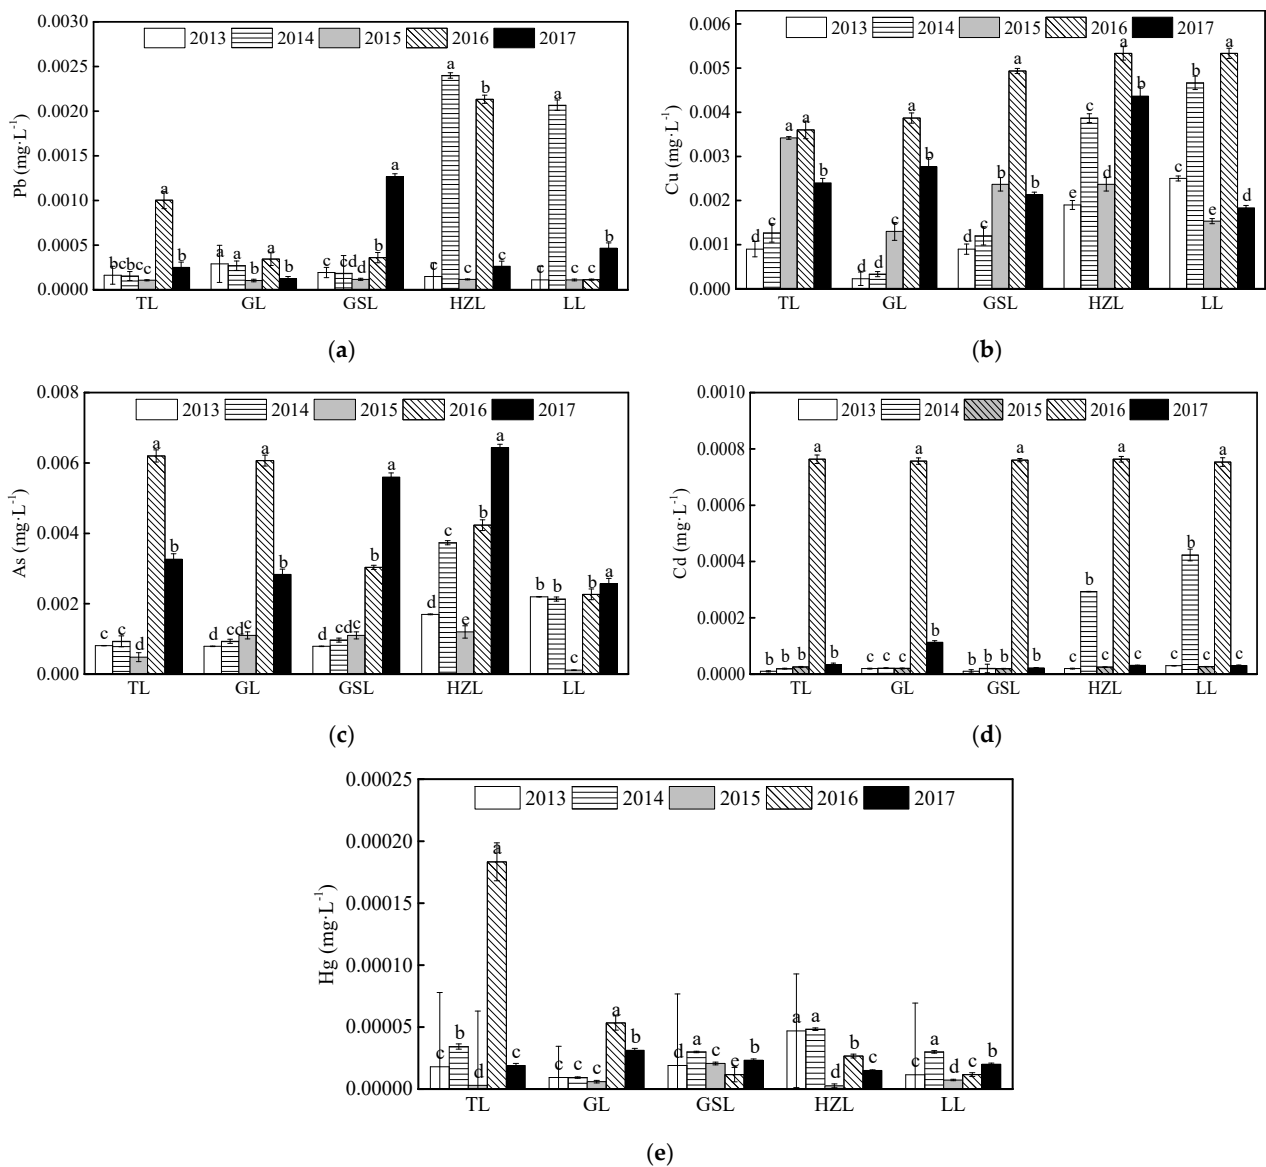 0.0030
2013 2014 2015 2016 2017
0.0025
0.0020
0.0015
0.0010
0.0005
0.0000
Pb (mg·L⁻¹)
b bc bc c a b
a a b a b
c c d c b a
c a c b c
c a c c b
TL GL GSL HZL LL
(a)
0.006
2013 2014 2015 2016 2017
0.005
0.004
0.003
0.002
0.001
0.000
Cu (mg·L⁻¹)
d c a a b
d d c a b
d c b a b
e c d a b
c b e a d
TL GL GSL HZL LL
(b)
0.008
2013 2014 2015 2016 2017
0.006
0.004
0.002
0.000
As (mg·L⁻¹)
c c d a b
d cd c a b
d cd c b a
d c e b a
b b c b a
TL GL GSL HZL LL
(c)
0.0010
2013 2014 2015 2016 2017
0.0008
0.0006
0.0004
0.0002
0.0000
Cd (mg·L⁻¹)
b b b a b
c c c a b
b b b a b
c b c a c
c b c a c
TL GL GSL HZL LL
(d)
0.00025
2013 2014 2015 2016 2017
0.00020
0.00015
0.00010
0.00005
0.00000
Hg (mg·L⁻¹)
c b d a c
c c c a b
d a c e b
a a d b c
c a d c b
TL GL GSL HZL LL
(e)